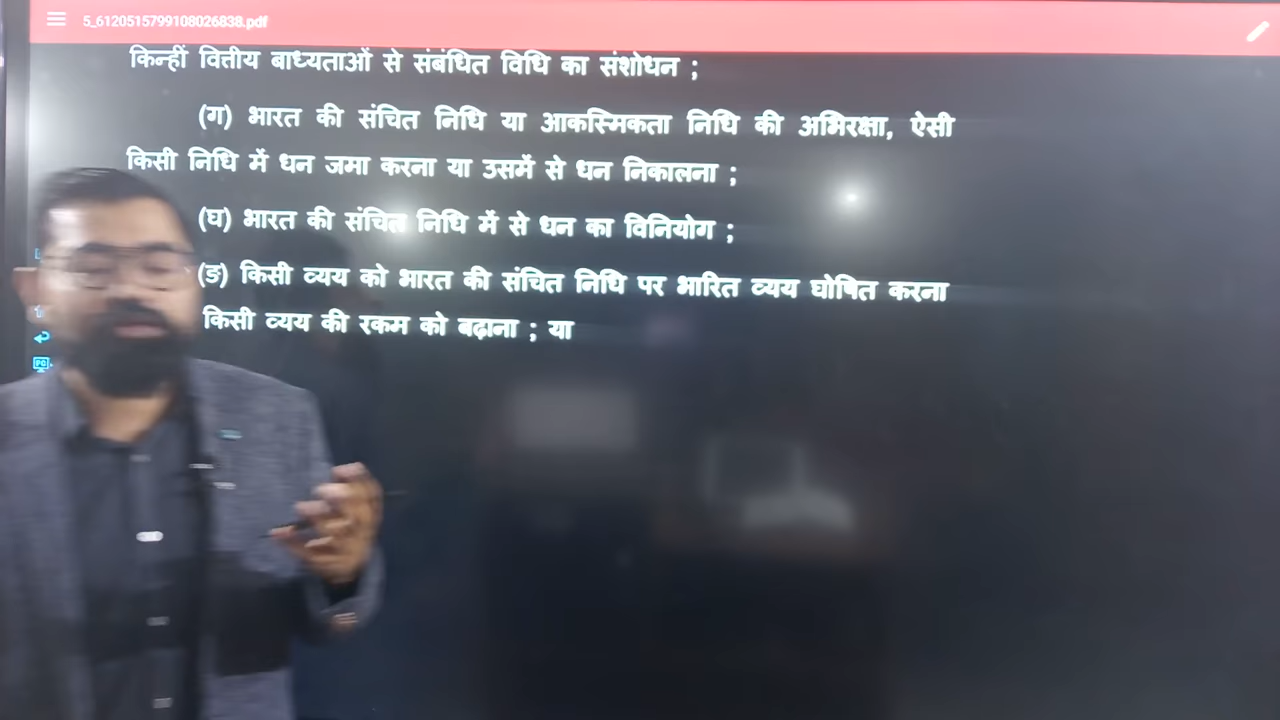 5_6120515799108026838.pdf
किन्हीं वित्तीय बाध्यताओं से संबंधित विधि का संशोधन ;
(ग) भारत की संचित निधि या आकस्मिकता निधि की अभिरक्षा, ऐसी
किसी निधि में धन जमा करना या उसमें से धन निकालना ;
(घ) भारत की संचित निधि में से धन का विनियोग ;
(ङ) किसी व्यय को भारत की संचित निधि पर भारित व्यय घोषित करना
किसी व्यय की रकम को बढ़ाना ; या